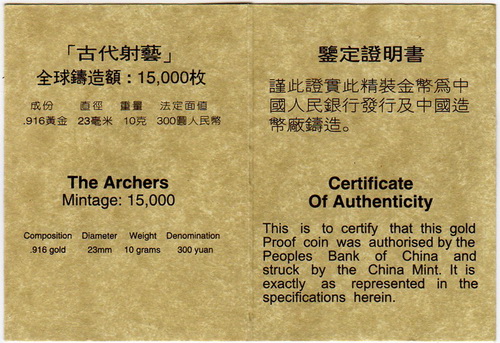 「古代射藝」
全球鑄造額：15,000枚
成份 直徑 重量 法定面値
.916黃金 23毫米 10克 300圓人民幣
The Archers
Mintage: 15,000
Composition Diameter Weight Denomination
.916 gold 23mm 10 grams 300 yuan
鑒定證明書
謹此證實此精裝金幣爲中
國人民銀行發行及中國造
幣廠鑄造。
Certificate
Of Authenticity
This is to certify that this gold
Proof coin was authorised by the
Peoples Bank of China and
struck by the China Mint. It is
exactly as represented in the
specifications herein.